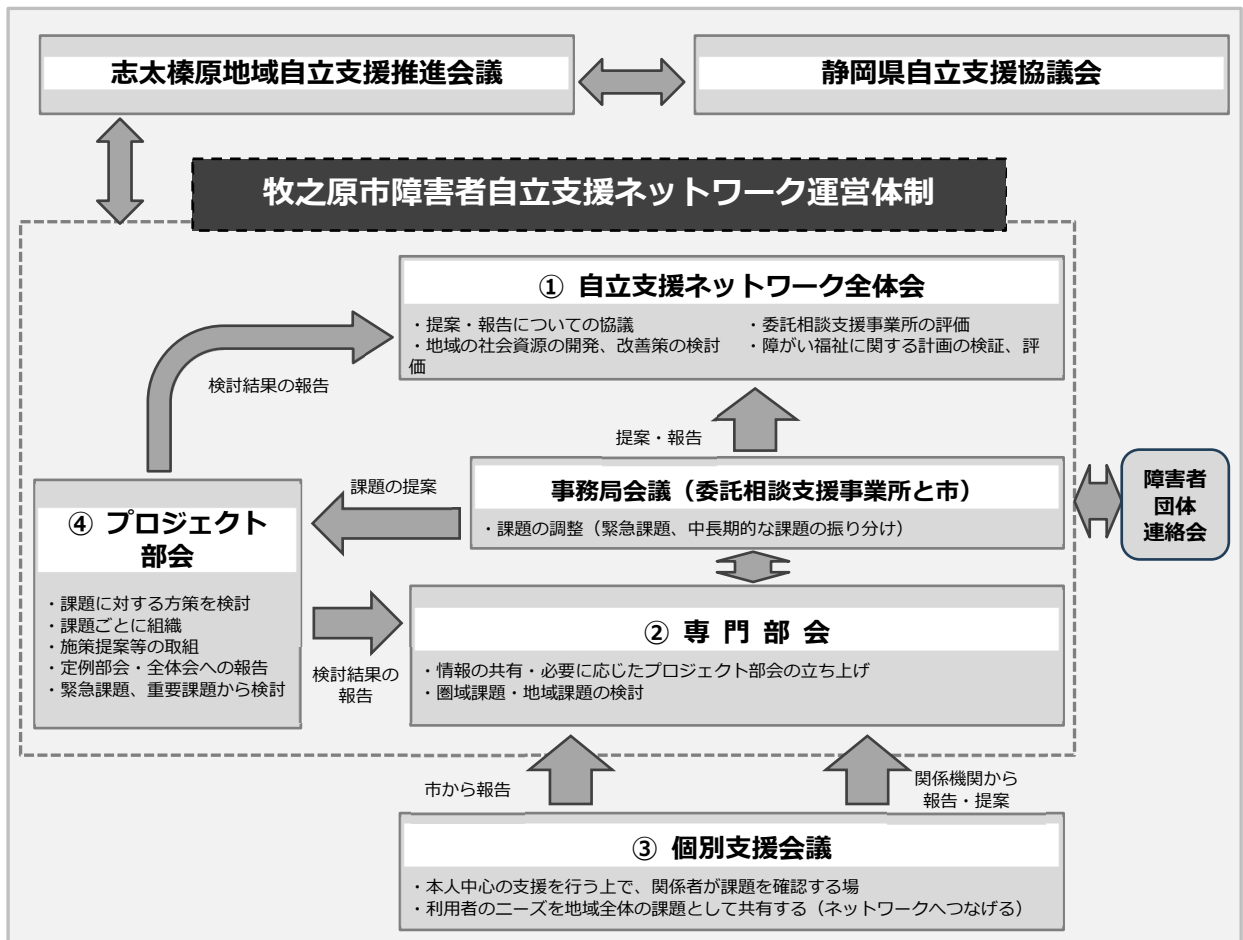 志太榛原地域自立支援推進会議
静岡県自立支援協議会
牧之原市障害者自立支援ネットワーク運営体制
① 自立支援ネットワーク全体会
・提案・報告についての協議 ・委託相談支援事業所の評価
・地域の社会資源の開発、改善策の検討 ・障がい福祉に関する計画の検証、評
価
検討結果の報告
提案・報告
事務局会議（委託相談支援事業所と市）
・課題の調整（緊急課題、中長期的な課題の振り分け）
課題の提案
障害者
団体
連絡会
④ プロジェクト
部会
・課題に対する方策を検討
・課題ごとに組織
・施策提案等の取組
・定例部会・全体会への報告
・緊急課題、重要課題から検討
検討結果の
報告
② 専 門 部 会
・情報の共有・必要に応じたプロジェクト部会の立ち上げ
・圏域課題・地域課題の検討
市から報告
関係機関から
報告・提案
③ 個別支援会議
・本人中心の支援を行う上で、関係者が課題を確認する場
・利用者のニーズを地域全体の課題として共有する（ネットワークへつなげる）